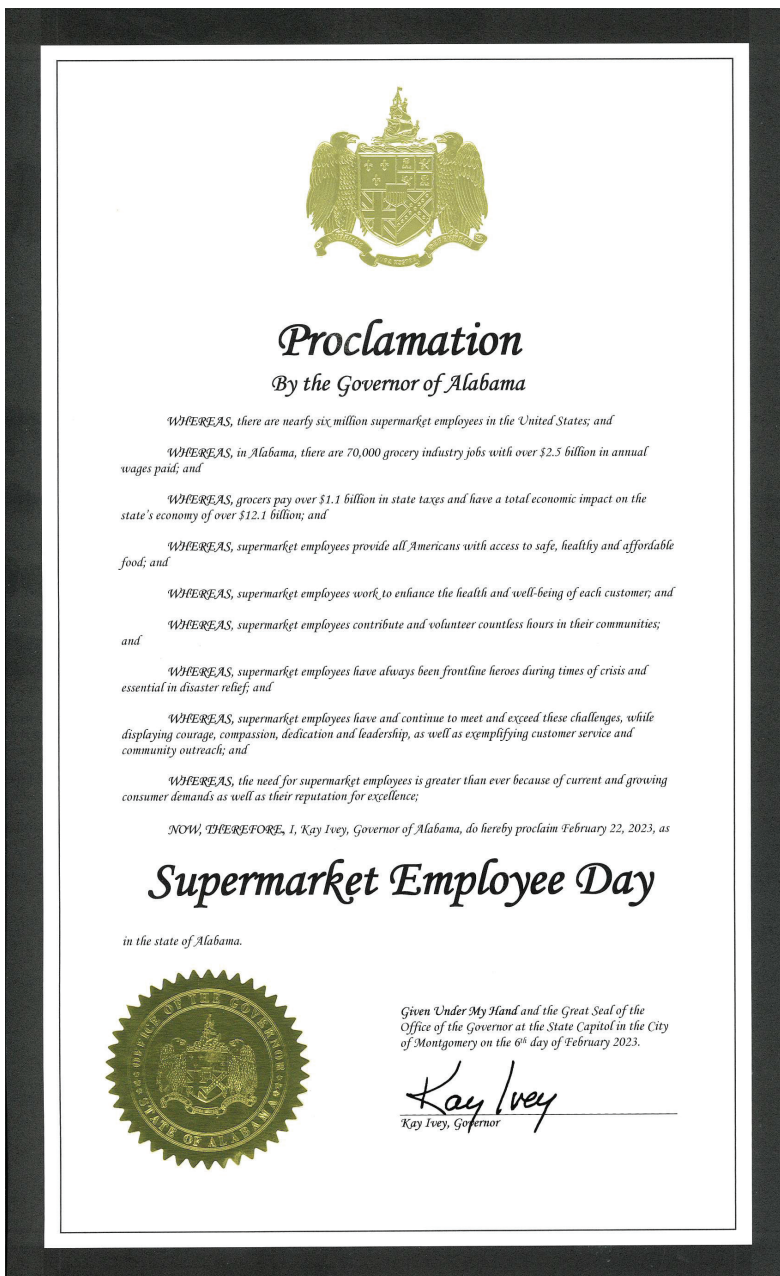 Proclamation
By the Governor of Alabama
WHEREAS, there are nearly six million supermarket employees in the United States; and
WHEREAS, in Alabama, there are 70,000 grocery industry jobs with over $2.5 billion in annual
wages paid; and
WHEREAS, grocers pay over $1.1 billion in state taxes and have a total economic impact on the
state's economy of over $12.1 billion; and
WHEREAS, supermarket employees provide all Americans with access to safe, healthy and affordable
food; and
WHEREAS, supermarket employees work to enhance the health and well-being of each customer; and
WHEREAS, supermarket employees contribute and volunteer countless hours in their communities;
and
WHEREAS, supermarket employees have always been frontline heroes during times of crisis and
essential in disaster relief; and
WHEREAS, supermarket employees have and continue to meet and exceed these challenges, while
displaying courage, compassion, dedication and leadership, as well as exemplifying customer service and
community outreach; and
WHEREAS, the need for supermarket employees is greater than ever because of current and growing
consumer demands as well as their reputation for excellence;
NOW, THEREFORE, I, Kay Ivey, Governor of Alabama, do hereby proclaim February 22, 2023, as
Supermarket Employee Day
in the state of Alabama.
OFFICE OF THE GOVERNOR
STATE OF ALABAMA
Given Under My Hand and the Great Seal of the
Office of the Governor at the State Capitol in the City
of Montgomery on the 6th day of February 2023.
Kay Ivey
Kay Ivey, Governor